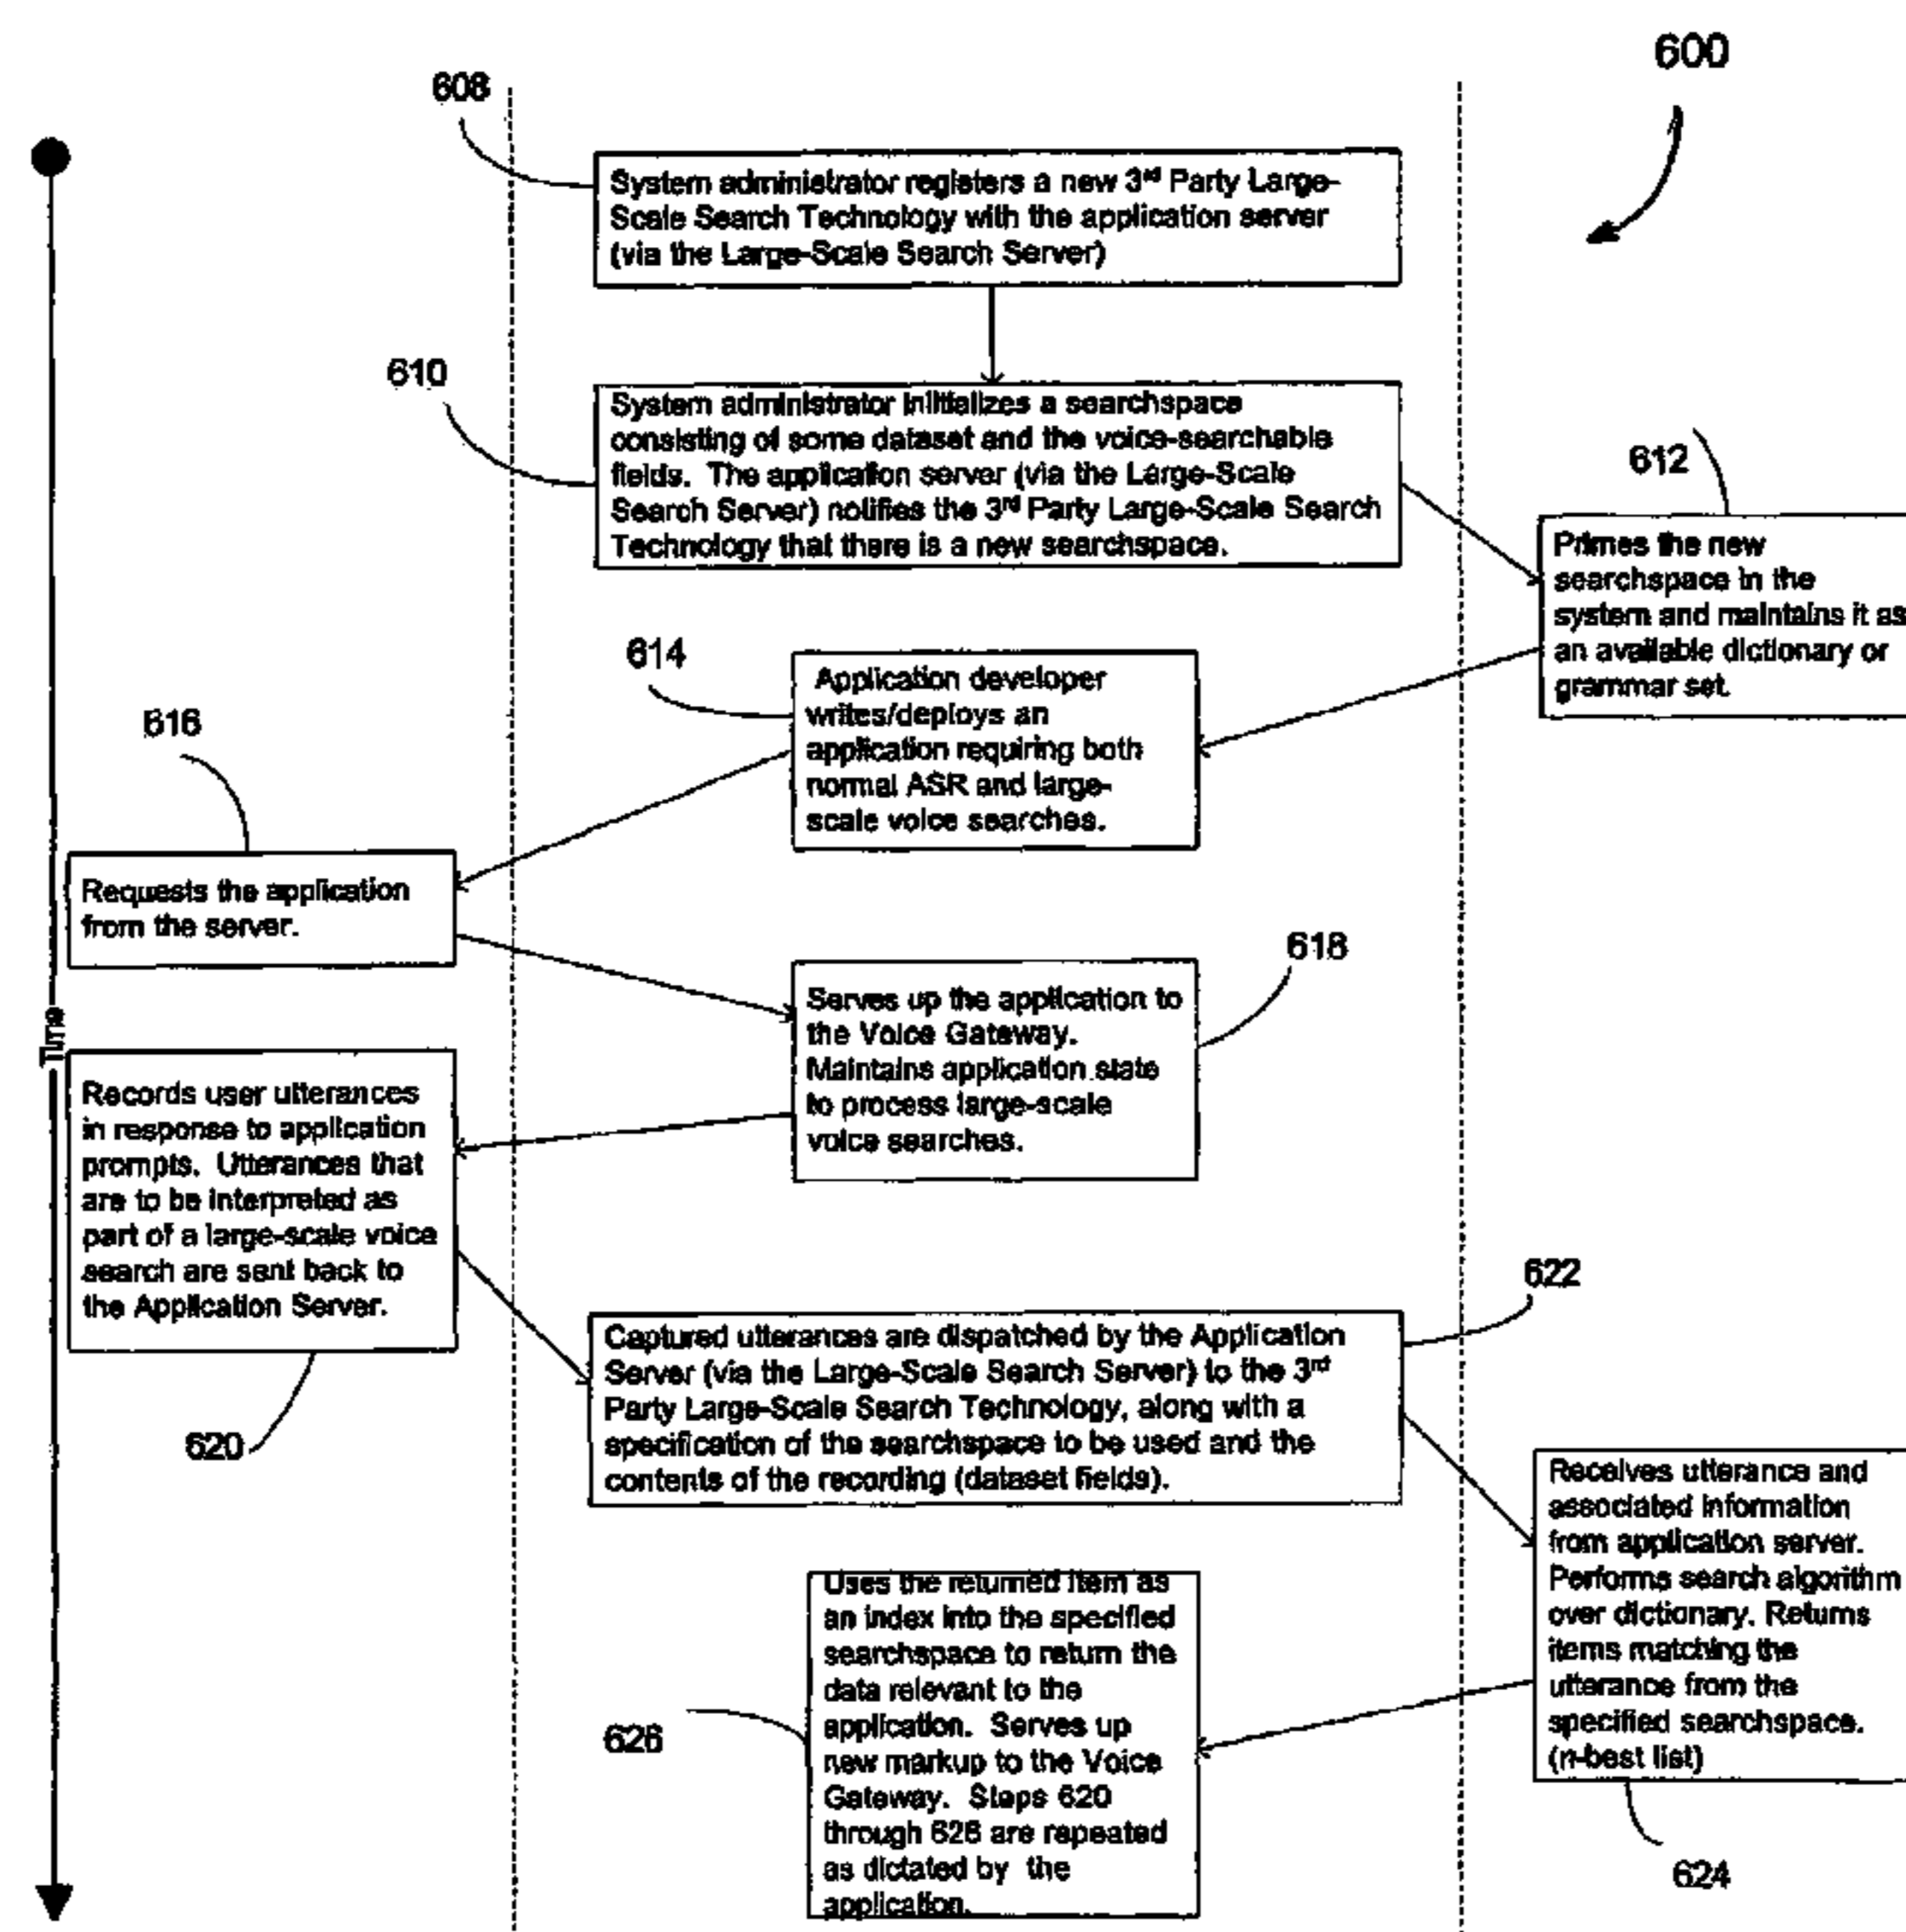 600
608
System administrator registers a new 3rd Party Large-
Scale Search Technology with the application server
(via the Large-Scale Search Server)
610
System administrator initializes a searchspace
consisting of some dataset and the voice-searchable
fields. The application server (via the Large-Scale
Search Server) notifies the 3rd Party Large-Scale Search
Technology that there is a new searchspace.
612
Primes the new
searchspace in the
system and maintains it as
an available dictionary or
grammar set.
614
Application developer
writes/deploys an
application requiring both
normal ASR and large-
scale voice searches.
616
Requests the application
from the server.
618
Serves up the application to
the Voice Gateway.
Maintains application state
to process large-scale
voice searches.
Time
Records user utterances
in response to application
prompts. Utterances that
are to be interpreted as
part of a large-scale voice
search are sent back to
the Application Server.
620
622
Captured utterances are dispatched by the Application
Server (via the Large-Scale Search Server) to the 3rd
Party Large-Scale Search Technology, along with a
specification of the searchspace to be used and the
contents of the recording (dataset fields).
Receives utterance and
associated information
from application server.
Performs search algorithm
over dictionary. Returns
items matching the
utterance from the
specified searchspace.
(n-best list)
624
626
Uses the returned item as
an index into the specified
searchspace to return the
data relevant to the
application. Serves up
new markup to the Voice
Gateway. Steps 620
through 626 are repeated
as dictated by the
application.